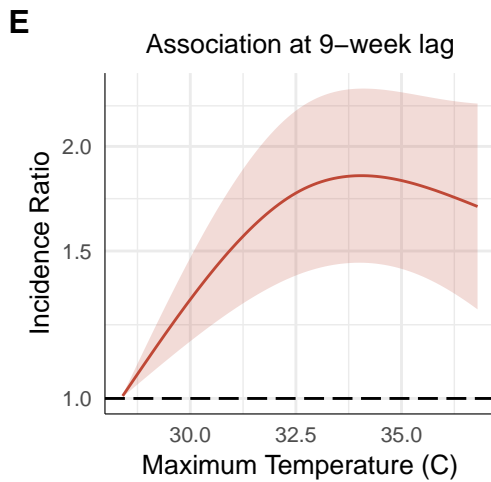 E
Association at 9−week lag
Incidence Ratio
2.0
1.5
1.0
30.0 32.5 35.0
Maximum Temperature (C)